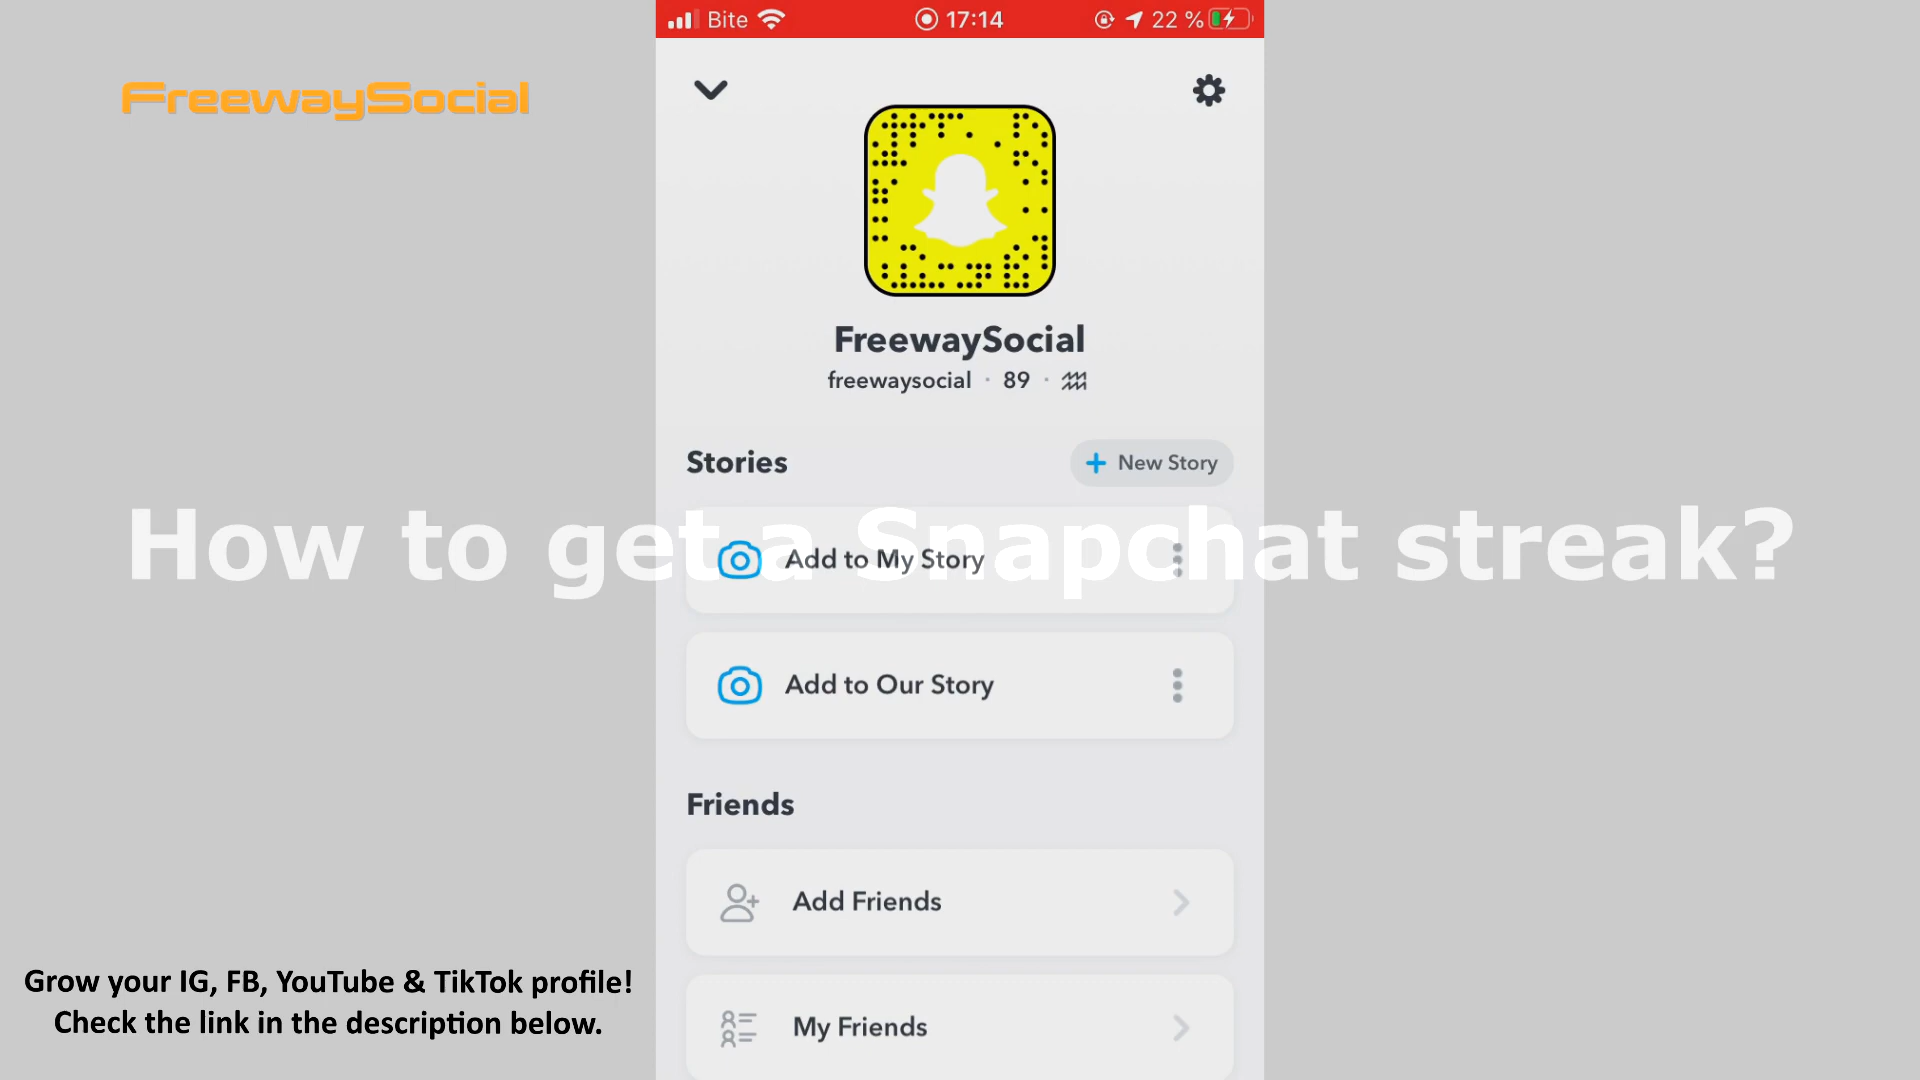 Bite 17:14 22 %
FreewaySocial
FreewaySocial
freewaysocial · 89 ·
Stories
New Story
How to get a Snapchat streak?
Add to My Story
Add to Our Story
Friends
Add Friends
My Friends
Grow your IG, FB, YouTube & TikTok profile!
Check the link in the description below.